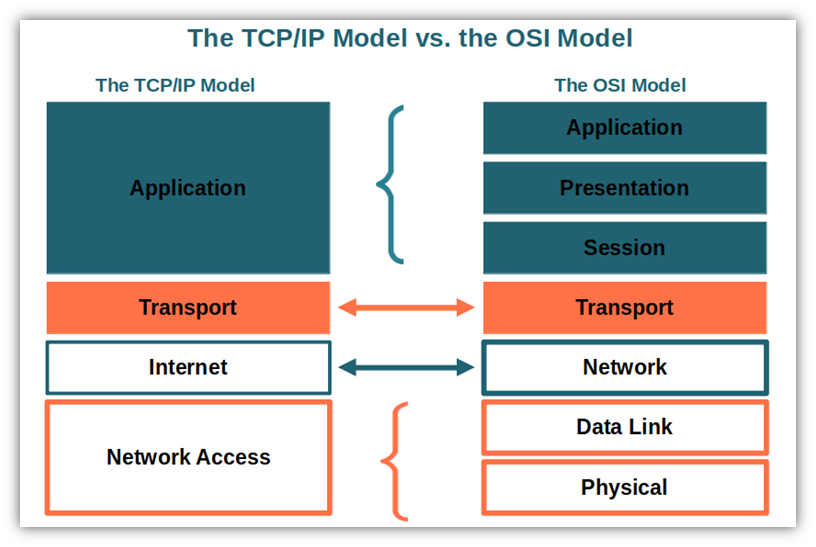 The TCP/IP Model vs. the OSI Model
The TCP/IP Model
Application
Transport
Internet
Network Access
The OSI Model
Application
Presentation
Session
Transport
Network
Data Link
Physical